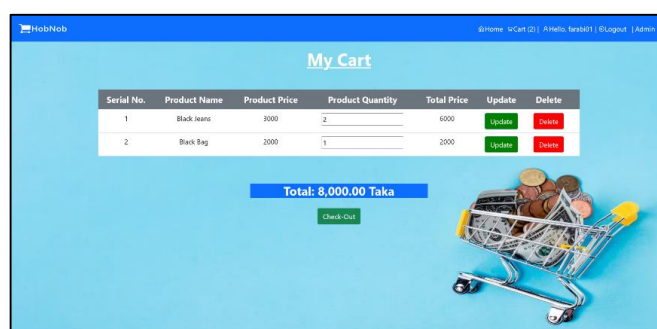 HobNob
Home Cart (2) | Hello, farabi01 | Logout | Admin
My Cart
Serial No. Product Name Product Price Product Quantity Total Price Update Delete
1 Black Jeans 3000 2 6000 Update Delete
2 Black Bag 2000 1 2000 Update Delete
Total: 8,000.00 Taka
Check-Out